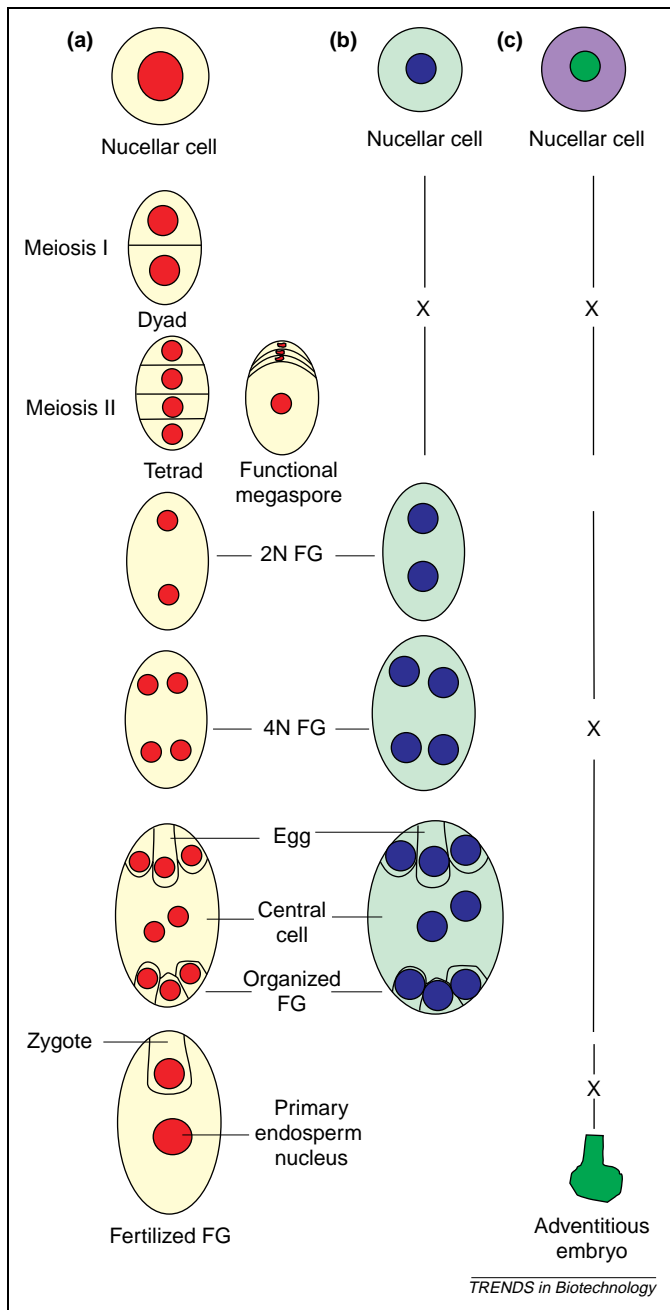 (a)
(b)
(c)
Nucellar cell
Nucellar cell
Nucellar cell
Meiosis I
Dyad
X
X
Meiosis II
Tetrad
Functional
megaspore
2N FG
4N FG
X
Egg
Central
cell
Organized
FG
Zygote
X
Primary
endosperm
nucleus
Fertilized FG
Adventitious
embryo
TRENDS in Biotechnology